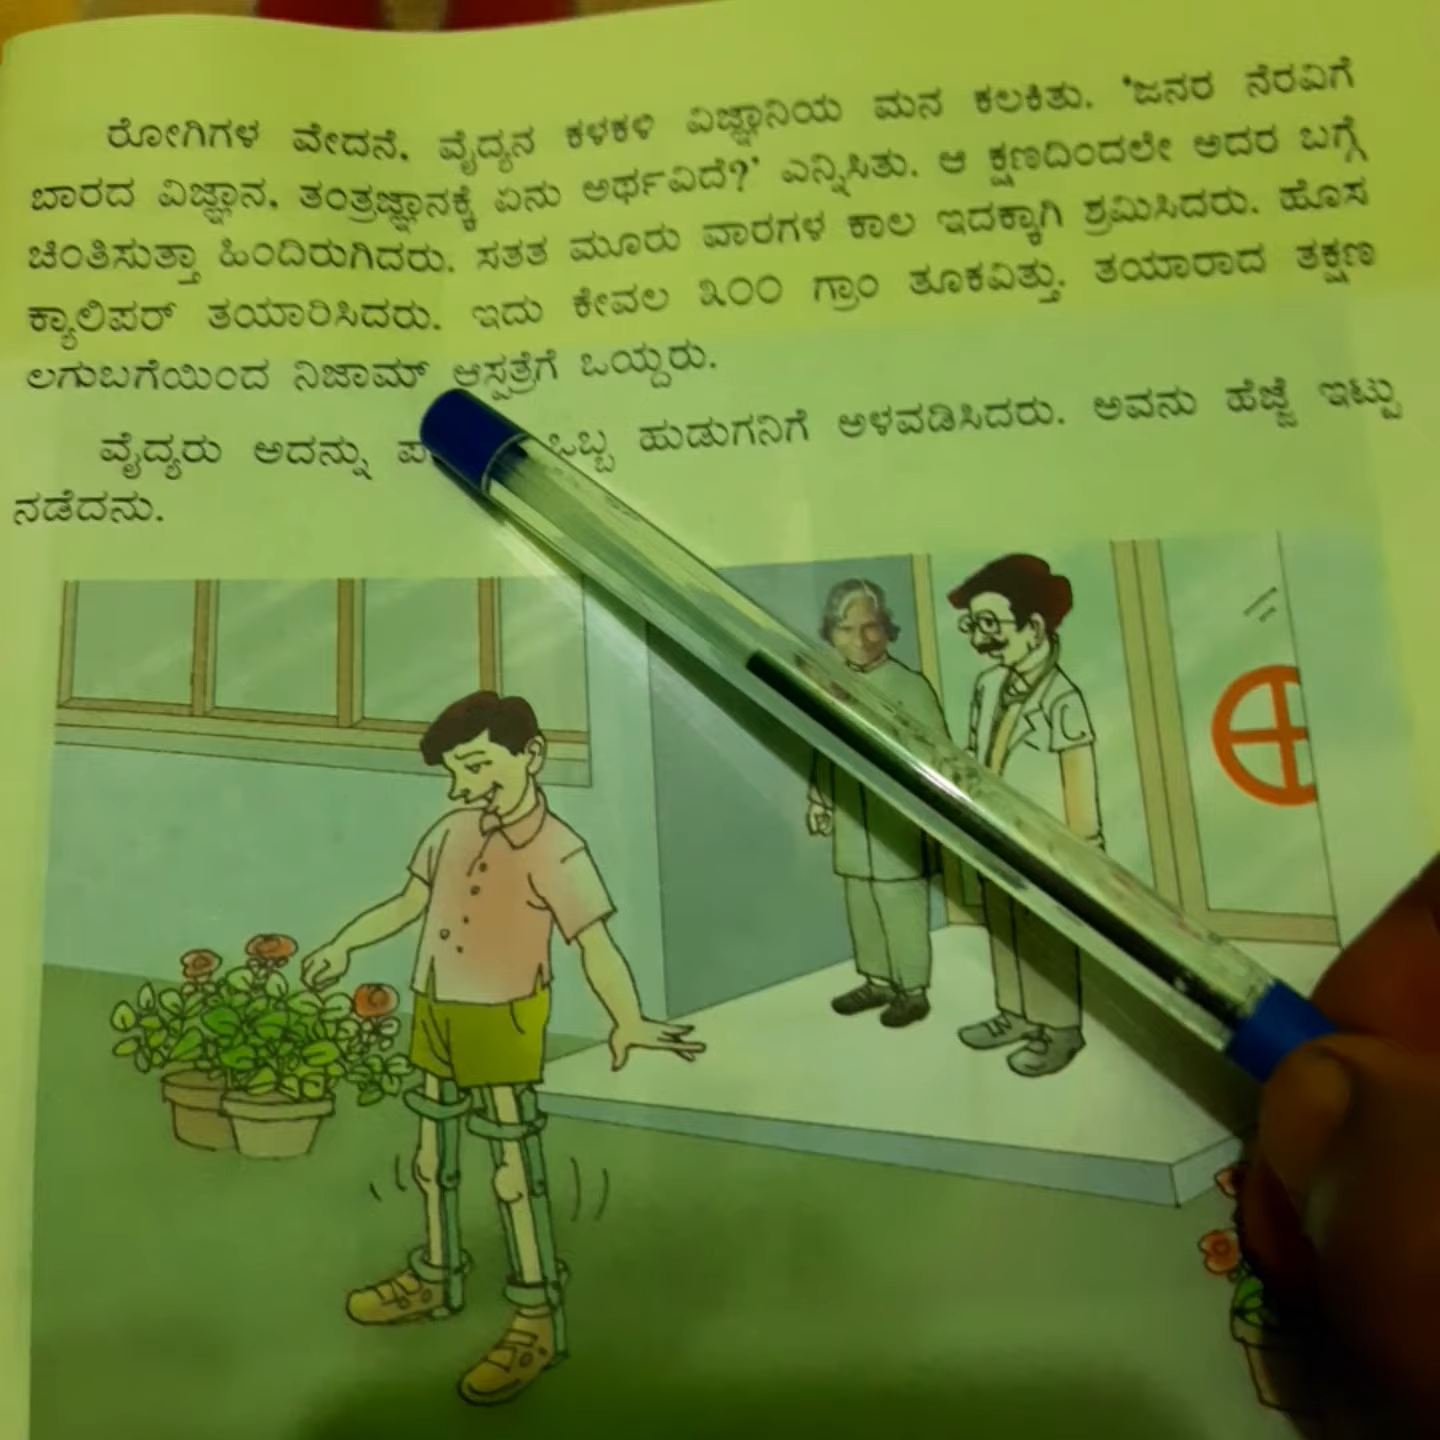 ರೋಗಿಗಳ ವೇದನೆ, ವೈದ್ಯನ ಕಳಕಳಿ ವಿಜ್ಞಾನಿಯ ಮನ ಕಲಕಿತು. 'ಜನರ ನೆರವಿಗೆ
ಬಾರದ ವಿಜ್ಞಾನ, ತಂತ್ರಜ್ಞಾನಕ್ಕೆ ಏನು ಅರ್ಥವಿದೆ?' ಎನ್ನಿಸಿತು. ಆ ಕ್ಷಣದಿಂದಲೇ ಅದರ ಬಗ್ಗೆ
ಚಿಂತಿಸುತ್ತಾ ಹಿಂದಿರುಗಿದರು. ಸತತ ಮೂರು ವಾರಗಳ ಕಾಲ ಇದಕ್ಕಾಗಿ ಶ್ರಮಿಸಿದರು. ಹೊಸ
ಕ್ಯಾಲಿಪರ್ ತಯಾರಿಸಿದರು. ಇದು ಕೇವಲ ೩೦೦ ಗ್ರಾಂ ತೂಕವಿತ್ತು. ತಯಾರಾದ ತಕ್ಷಣ
ಲಗುಬಗೆಯಿಂದ ನಿಜಾಮ್ ಆಸ್ಪತ್ರೆಗೆ ಒಯ್ದರು.
ವೈದ್ಯರು ಅದನ್ನು ಒಬ್ಬ ಹುಡುಗನಿಗೆ ಅಳವಡಿಸಿದರು. ಅವನು ಹೆಜ್ಜೆ ಇಟ್ಟು
ನಡೆದನು.